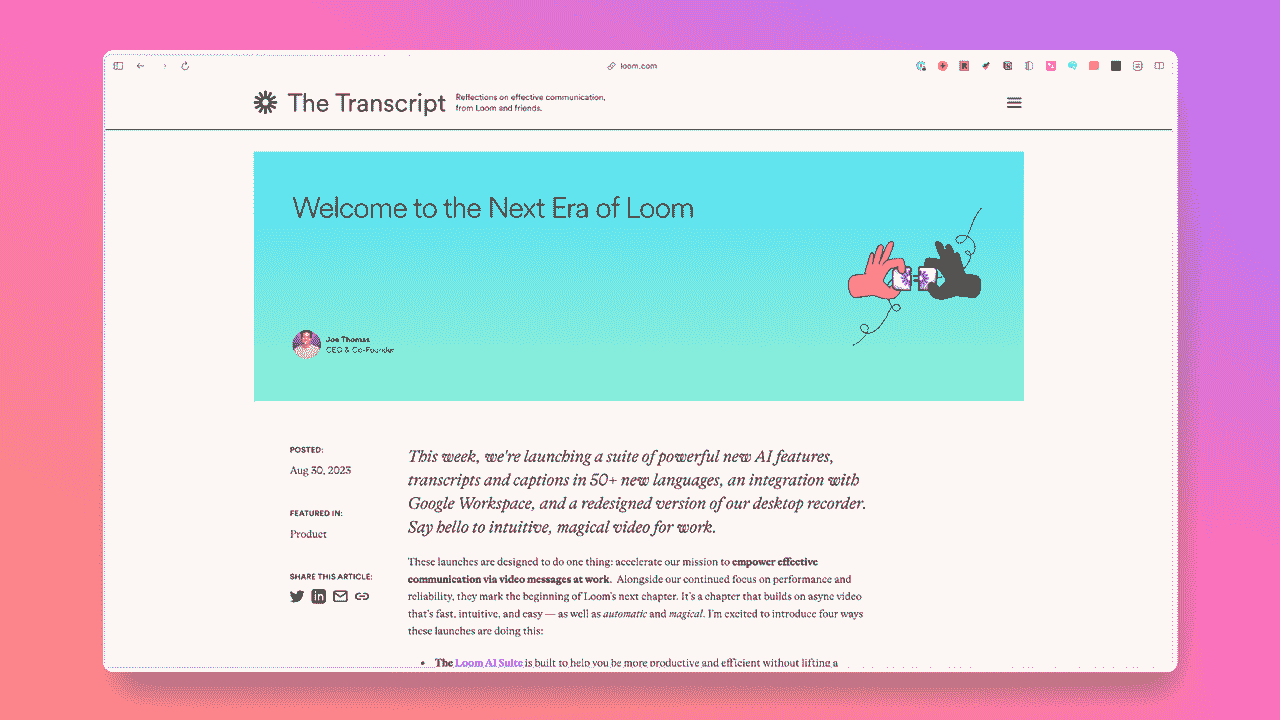 loom.com
The Transcript
Reflections on effective communication,
from Loom and friends.
Welcome to the Next Era of Loom
Joe Thomas
CEO & Co-Founder
POSTED:
Aug 30, 2023
FEATURED IN:
Product
SHARE THIS ARTICLE:
This week, we're launching a suite of powerful new AI features,
transcripts and captions in 50+ new languages, an integration with
Google Workspace, and a redesigned version of our desktop recorder.
Say hello to intuitive, magical video for work.
These launches are designed to do one thing: accelerate our mission to empower effective
communication via video messages at work. Alongside our continued focus on performance and
reliability, they mark the beginning of Loom's next chapter. It's a chapter that builds on async video
that's fast, intuitive, and easy — as well as automatic and magical. I'm excited to introduce four ways
these launches are doing this:
• The Loom AI Suite is built to help you be more productive and efficient without lifting a